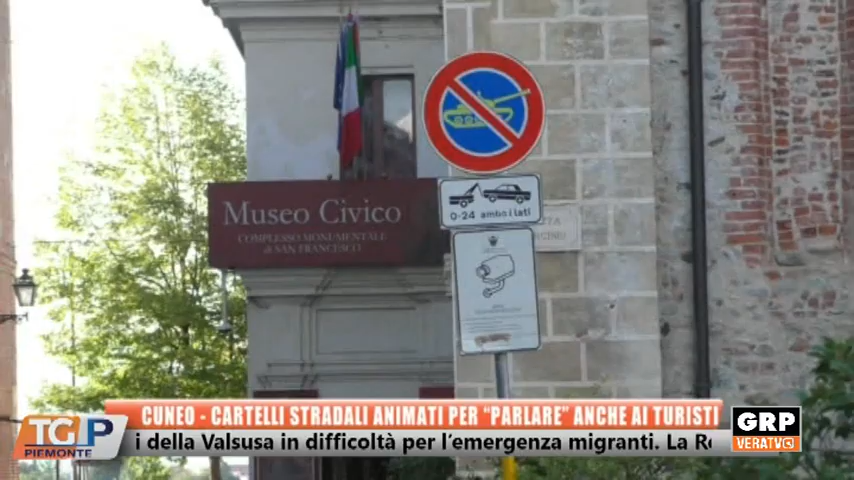 Museo Civico
COMPLESSO MONUMENTALE
di SAN FRANCESCO
0-24 ambo i lati
CUNEO - CARTELLI STRADALI ANIMATI PER “PARLARE” ANCHE AI TURISTI
i della Valsusa in difficoltà per l’emergenza migranti. La R
TGP
PIEMONTE
GRP
VERATV